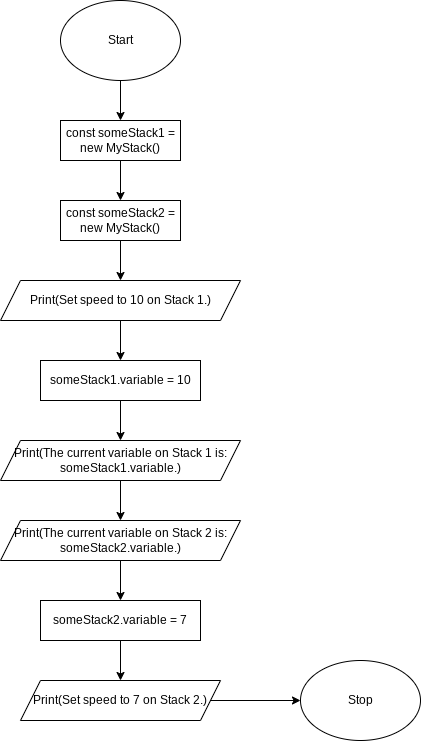 Start
const someStack1 =
new MyStack()
const someStack2 =
new MyStack()
Print(Set speed to 10 on Stack 1.)
someStack1.variable = 10
Print(The current variable on Stack 1 is:
someStack1.variable.)
Print(The current variable on Stack 2 is:
someStack2.variable.)
someStack2.variable = 7
Print(Set speed to 7 on Stack 2.)
Stop